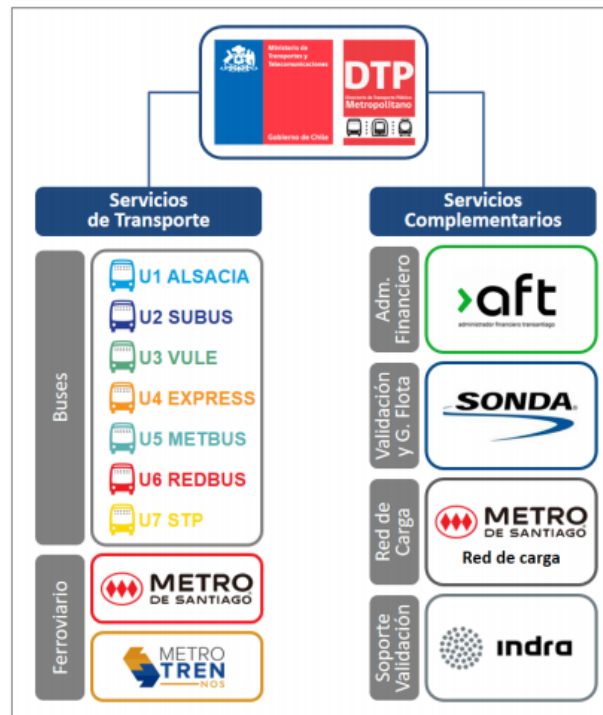 Ministerio de
Transportes y
Telecomunicaciones
Gobierno de Chile
DTP
Directorio de Transporte Público
Metropolitano
Servicios
de Transporte
Buses
U1 ALSACIA
U2 SUBUS
U3 VULE
U4 EXPRESS
U5 METBUS
U6 REDBUS
U7 STP
Ferroviario
METRO
DE SANTIAGO
METRO
TREN
NOS
Servicios
Complementarios
Adm.
Financiero
aft
administrador financiero transantiago
Validación
y G. Flota
SONDA
Red de
Carga
METRO
DE SANTIAGO
Red de carga
Soporte
Validación
indra